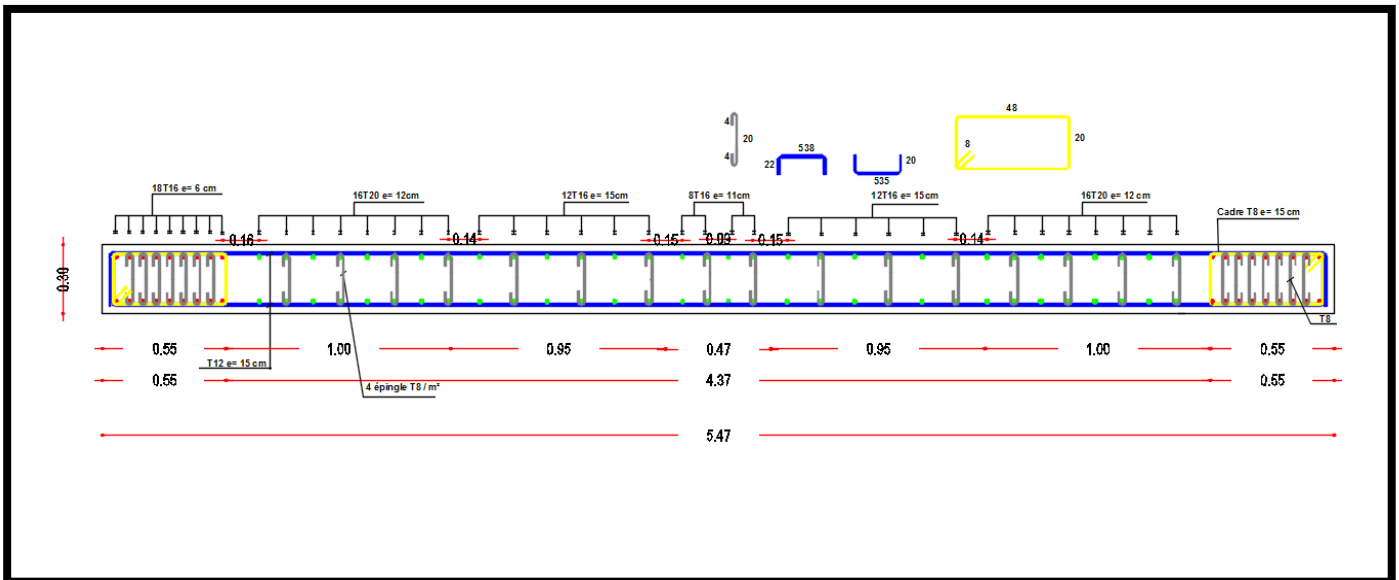 48
4
20
4
538
22
20
535
8
20
18T16 e= 6 cm
16T20 e= 12cm
12T16 e= 15cm
8T16 e= 11cm
12T16 e= 15cm
16T20 e= 12 cm
Cadre T8 e= 15 cm
0.16
0.14
0.15
0.09
0.15
0.14
0.30
T8
0.55
1.00
0.95
0.47
0.95
1.00
0.55
T12 e= 15 cm
0.55
4 épingle T8 / m²
4.37
0.55
5.47